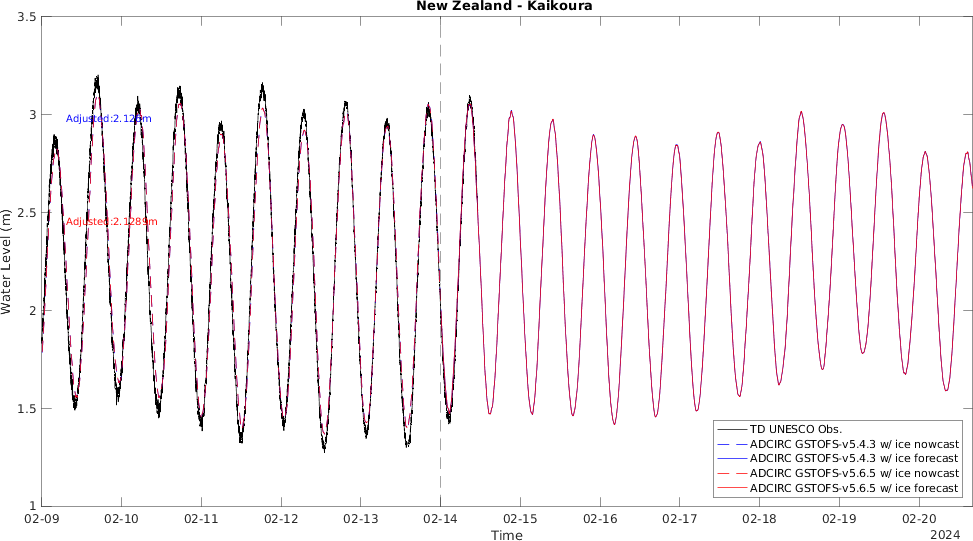 New Zealand - Kaikoura
3.5
3
2.5
2
1.5
1
Water Level (m)
Adjusted:2.1289m
TD UNESCO Obs.
ADCIRC GSTOFS-v5.4.3 w/ ice nowcast
ADCIRC GSTOFS-v5.4.3 w/ ice forecast
ADCIRC GSTOFS-v5.6.5 w/ ice nowcast
ADCIRC GSTOFS-v5.6.5 w/ ice forecast
02-09 02-10 02-11 02-12 02-13 02-14 02-15 02-16 02-17 02-18 02-19 02-20
Time
2024